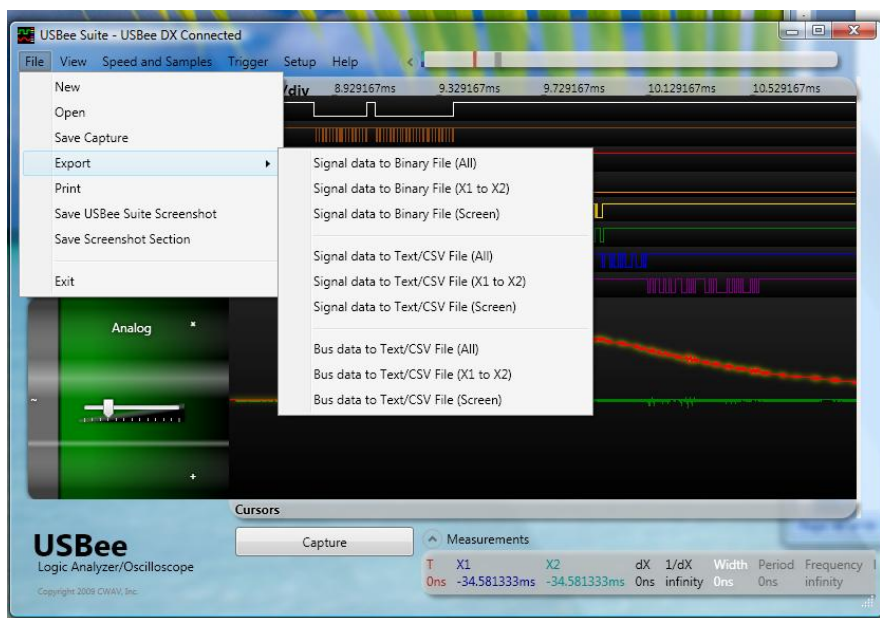 USBee Suite - USBee DX Connected
File View Speed and Samples Trigger Setup Help <
New
Open
Save Capture
Export
Print
Save USBee Suite Screenshot
Save Screenshot Section
Exit
/div 8.929167ms 9.329167ms 9.729167ms 10.129167ms 10.529167ms
Signal data to Binary File (All)
Signal data to Binary File (X1 to X2)
Signal data to Binary File (Screen)
Signal data to Text/CSV File (All)
Signal data to Text/CSV File (X1 to X2)
Signal data to Text/CSV File (Screen)
Bus data to Text/CSV File (All)
Bus data to Text/CSV File (X1 to X2)
Bus data to Text/CSV File (Screen)
Analog
~
+
Cursors
USBee
Logic Analyzer/Oscilloscope
Copyright 2009 CWAV, Inc.
Capture
Measurements
T X1 X2 dX 1/dX Width Period Frequency
0ns -34.581333ms -34.581333ms 0ns infinity 0ns 0ns infinity